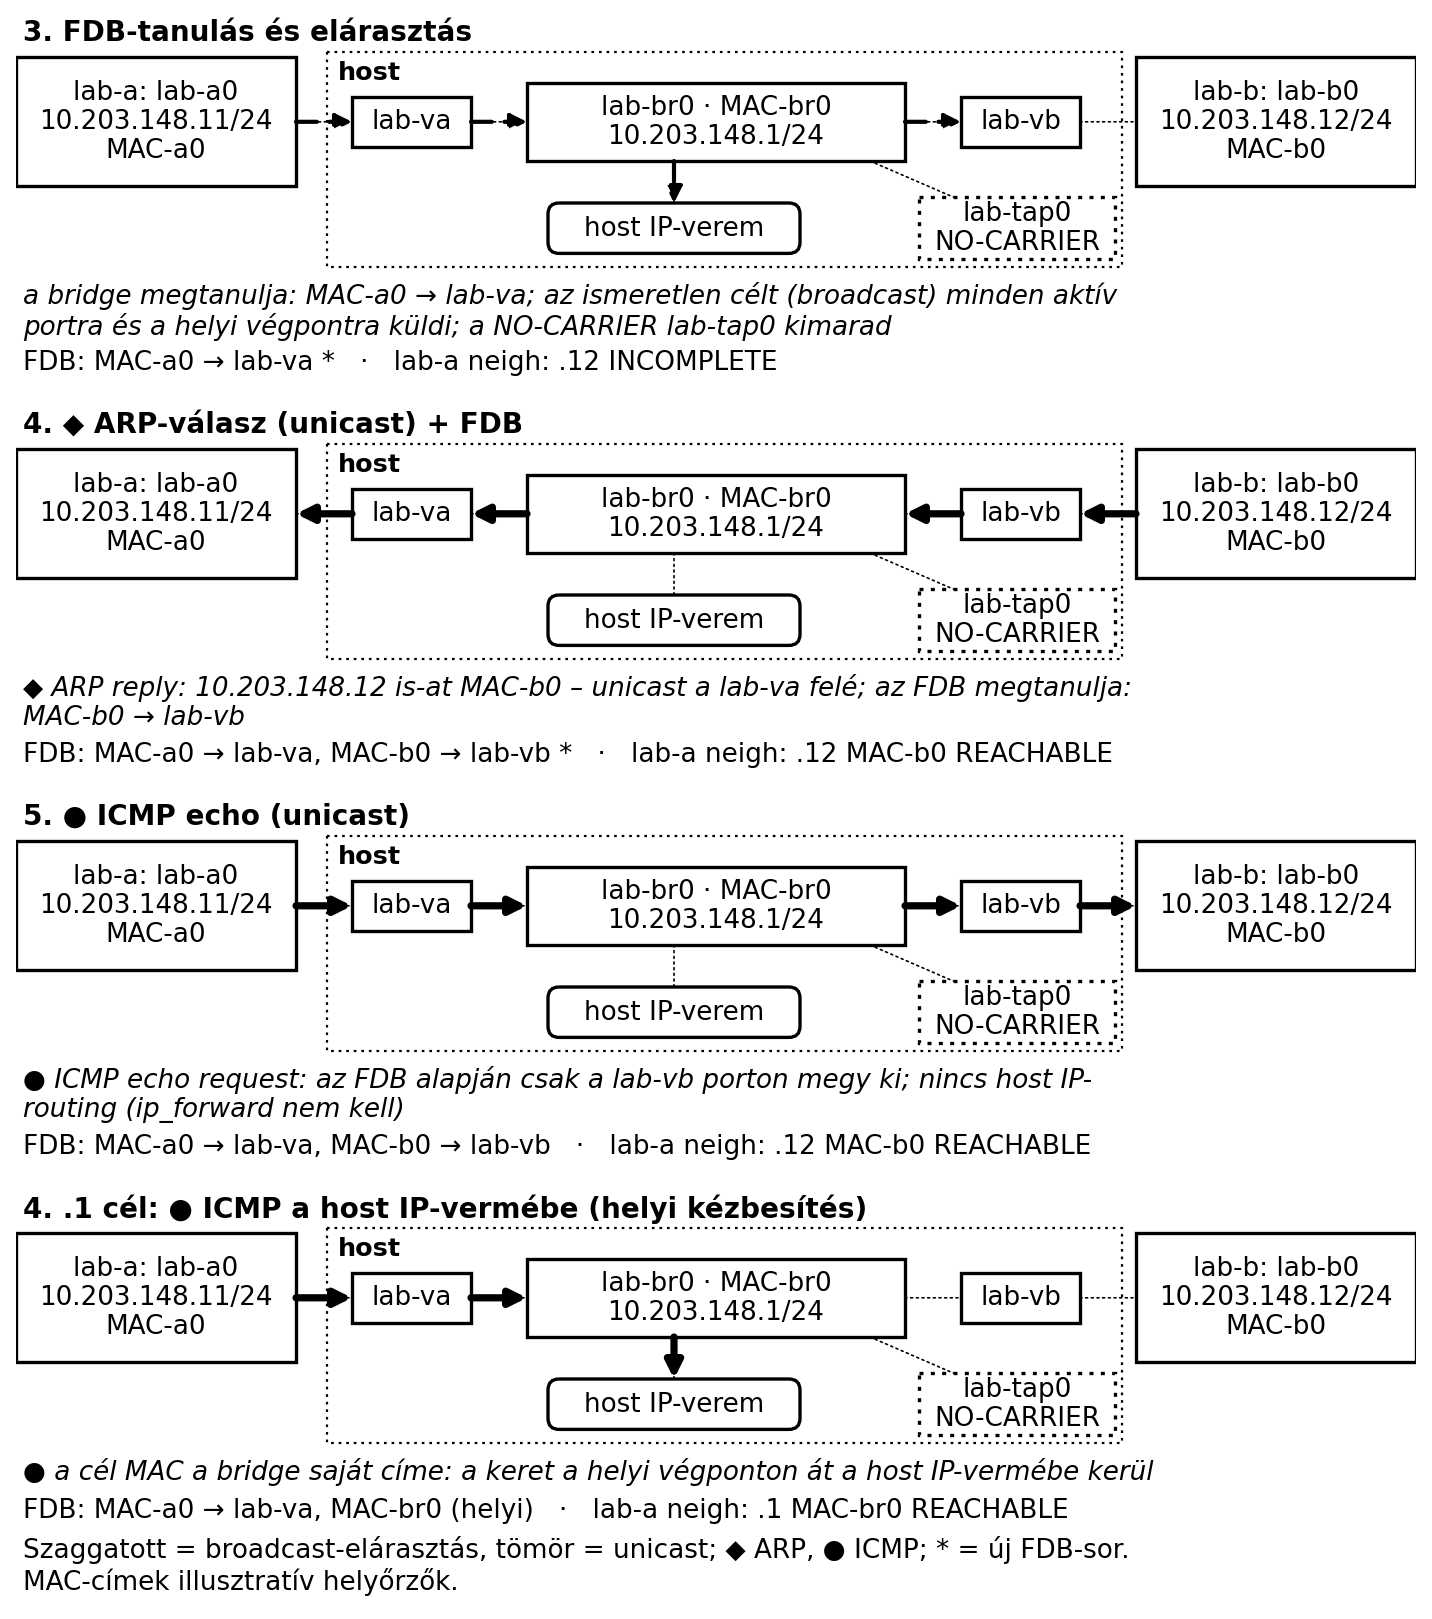 3. FDB-tanulás és elárasztás
host
lab-a: lab-a0
10.203.148.11/24
MAC-a0
lab-va
lab-br0 · MAC-br0
10.203.148.1/24
lab-vb
lab-b: lab-b0
10.203.148.12/24
MAC-b0
host IP-verem
lab-tap0
NO-CARRIER
a bridge megtanulja: MAC-a0 → lab-va; az ismeretlen célt (broadcast) minden aktív
portra és a helyi végpontra küldi; a NO-CARRIER lab-tap0 kimarad
FDB: MAC-a0 → lab-va * · lab-a neigh: .12 INCOMPLETE
4. ◆ ARP-válasz (unicast) + FDB
host
lab-a: lab-a0
10.203.148.11/24
MAC-a0
lab-va
lab-br0 · MAC-br0
10.203.148.1/24
lab-vb
lab-b: lab-b0
10.203.148.12/24
MAC-b0
host IP-verem
lab-tap0
NO-CARRIER
◆ ARP reply: 10.203.148.12 is-at MAC-b0 – unicast a lab-va felé; az FDB megtanulja:
MAC-b0 → lab-vb
FDB: MAC-a0 → lab-va, MAC-b0 → lab-vb * · lab-a neigh: .12 MAC-b0 REACHABLE
5. ● ICMP echo (unicast)
host
lab-a: lab-a0
10.203.148.11/24
MAC-a0
lab-va
lab-br0 · MAC-br0
10.203.148.1/24
lab-vb
lab-b: lab-b0
10.203.148.12/24
MAC-b0
host IP-verem
lab-tap0
NO-CARRIER
● ICMP echo request: az FDB alapján csak a lab-vb porton megy ki; nincs host IP-
routing (ip_forward nem kell)
FDB: MAC-a0 → lab-va, MAC-b0 → lab-vb · lab-a neigh: .12 MAC-b0 REACHABLE
4. .1 cél: ● ICMP a host IP-vermébe (helyi kézbesítés)
host
lab-a: lab-a0
10.203.148.11/24
MAC-a0
lab-va
lab-br0 · MAC-br0
10.203.148.1/24
lab-vb
lab-b: lab-b0
10.203.148.12/24
MAC-b0
host IP-verem
lab-tap0
NO-CARRIER
● a cél MAC a bridge saját címe: a keret a helyi végponton át a host IP-vermébe kerül
FDB: MAC-a0 → lab-va, MAC-br0 (helyi) · lab-a neigh: .1 MAC-br0 REACHABLE
Szaggatott = broadcast-elárasztás, tömör = unicast; ◆ ARP, ● ICMP; * = új FDB-sor.
MAC-címek illusztratív helyőrzők.